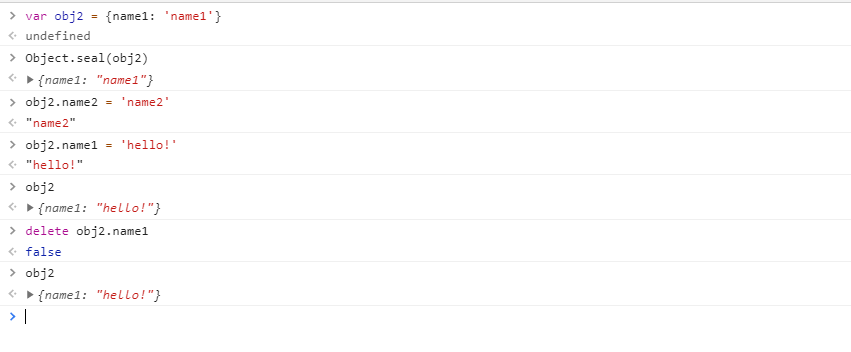 > var obj2 = {name1: 'name1'}
undefined
> Object.seal(obj2)
{name1: "name1"}
> obj2.name2 = 'name2'
"name2"
> obj2.name1 = 'hello!'
"hello!"
> obj2
{name1: "hello!"}
> delete obj2.name1
false
> obj2
{name1: "hello!"}
>